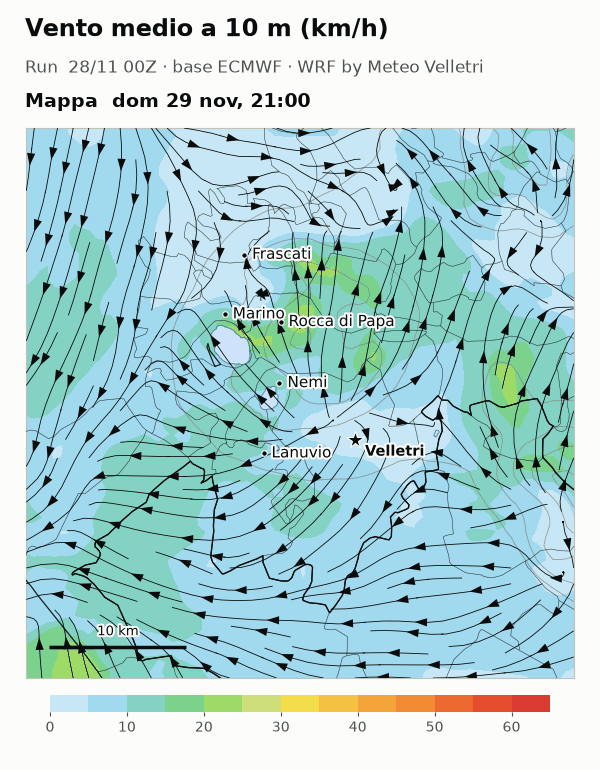 Vento medio a 10 m (km/h)
Run  28/11 00Z · base ECMWF · WRF by Meteo Velletri
Mappa  dom 29 nov, 21:00
Frascati
Marino
Rocca di Papa
Nemi
Velletri
Lanuvio
10 km
0 10 20 30 40 50 60